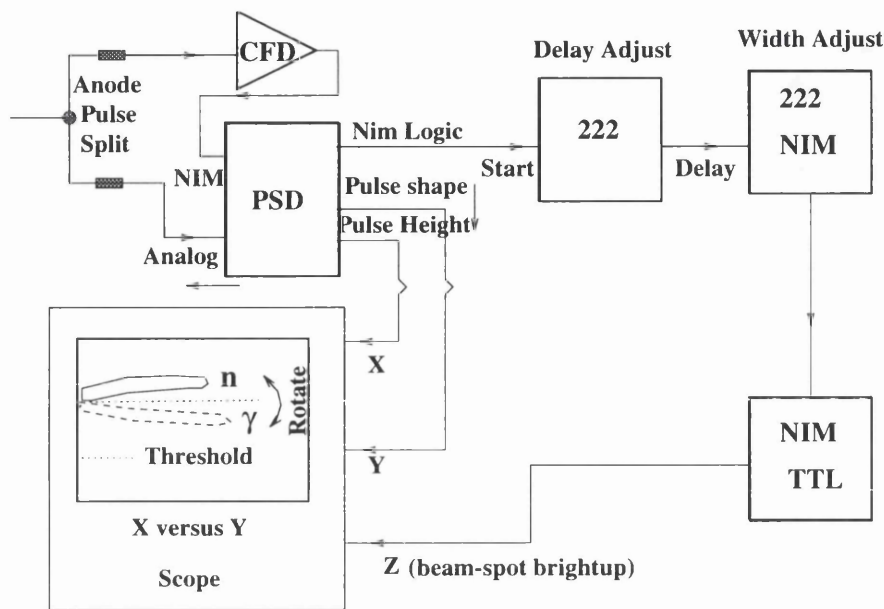 CFD
Anode
Pulse
Split
NIM
Analog
PSD
Nim Logic
Pulse shape
Pulse Height
Start
Delay Adjust
222
Delay
Width Adjust
222
NIM
NIM
TTL
X
Y
Z (beam-spot brightup)
n
γ
Rotate
Threshold
X versus Y
Scope